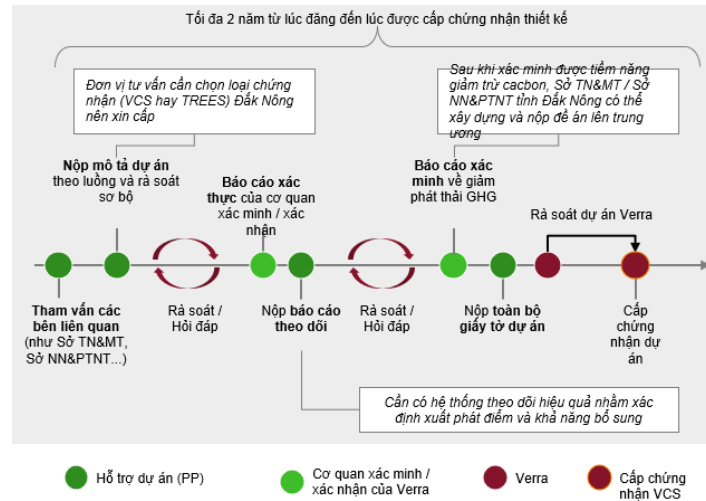 Tối đa 2 năm từ lúc đăng đến lúc được cấp chứng nhận thiết kế
Đơn vị tư vấn cần chọn loại chứng
nhận (VCS hay TREES) Đắk Nông
nên xin cấp
Sau khi xác minh được tiềm năng
giảm trừ cacbon, Sở TN&MT / Sở
NN&PTNT tỉnh Đắk Nông có thể
xây dựng và nộp đề án lên trung
ương
Nộp mô tả dự án
theo luồng và rà soát
sơ bộ
Báo cáo xác
thực của cơ quan
xác minh / xác
nhận
Báo cáo xác
minh về giảm
phát thải GHG
Rà soát dự án Verra
Tham vấn các
bên liên quan
(như Sở TN&MT,
Sở NN&PTNT...)
Rà soát /
Hỏi đáp
Nộp báo cáo
theo dõi
Rà soát /
Hỏi đáp
Nộp toàn bộ
giấy tờ dự án
Cấp
chứng
nhận dự
án
Cần có hệ thống theo dõi hiệu quả nhằm xác
định xuất phát điểm và khả năng bổ sung
Hỗ trợ dự án (PP)
Cơ quan xác minh /
xác nhận của Verra
Verra
Cấp chứng
nhận VCS